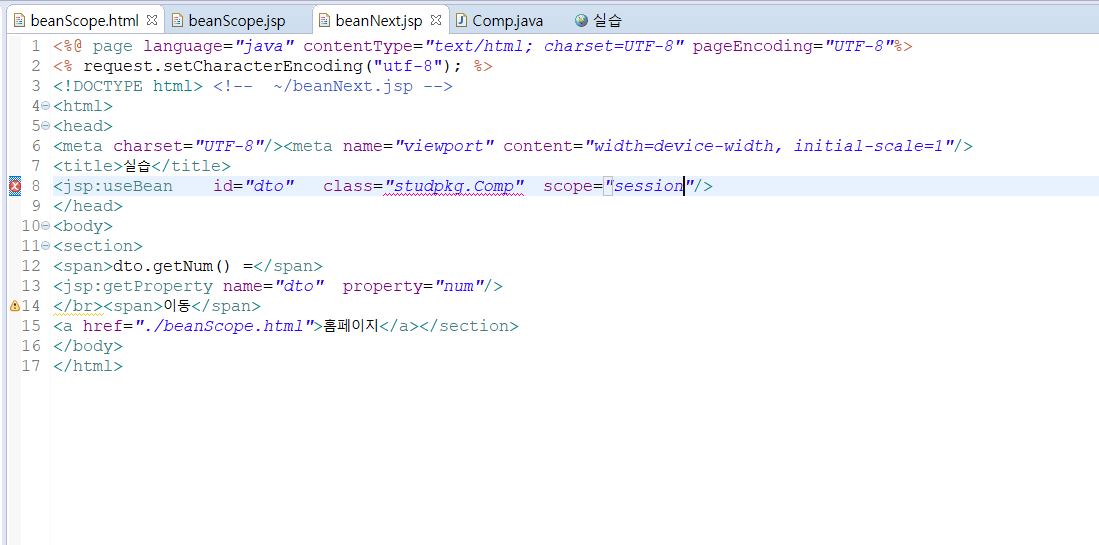 beanScope.html beanScope.jsp beanNext.jsp Comp.java 실습
1 <%@ page language="java" contentType="text/html; charset=UTF-8" pageEncoding="UTF-8"%>
2 <% request.setCharacterEncoding("utf-8"); %>
3 <!DOCTYPE html> <!--  ~/beanNext.jsp -->
4 <html>
5 <head>
6 <meta charset="UTF-8"/><meta name="viewport" content="width=device-width, initial-scale=1"/>
7 <title>실습</title>
8 <jsp:useBean    id="dto"   class="studpkg.Comp"  scope="session"/>
9 </head>
10 <body>
11 <section>
12 <span>dto.getNum() =</span>
13 <jsp:getProperty name="dto"  property="num"/>
14 </br><span>이동</span>
15 <a href="./beanScope.html">홈페이지</a></section>
16 </body>
17 </html>